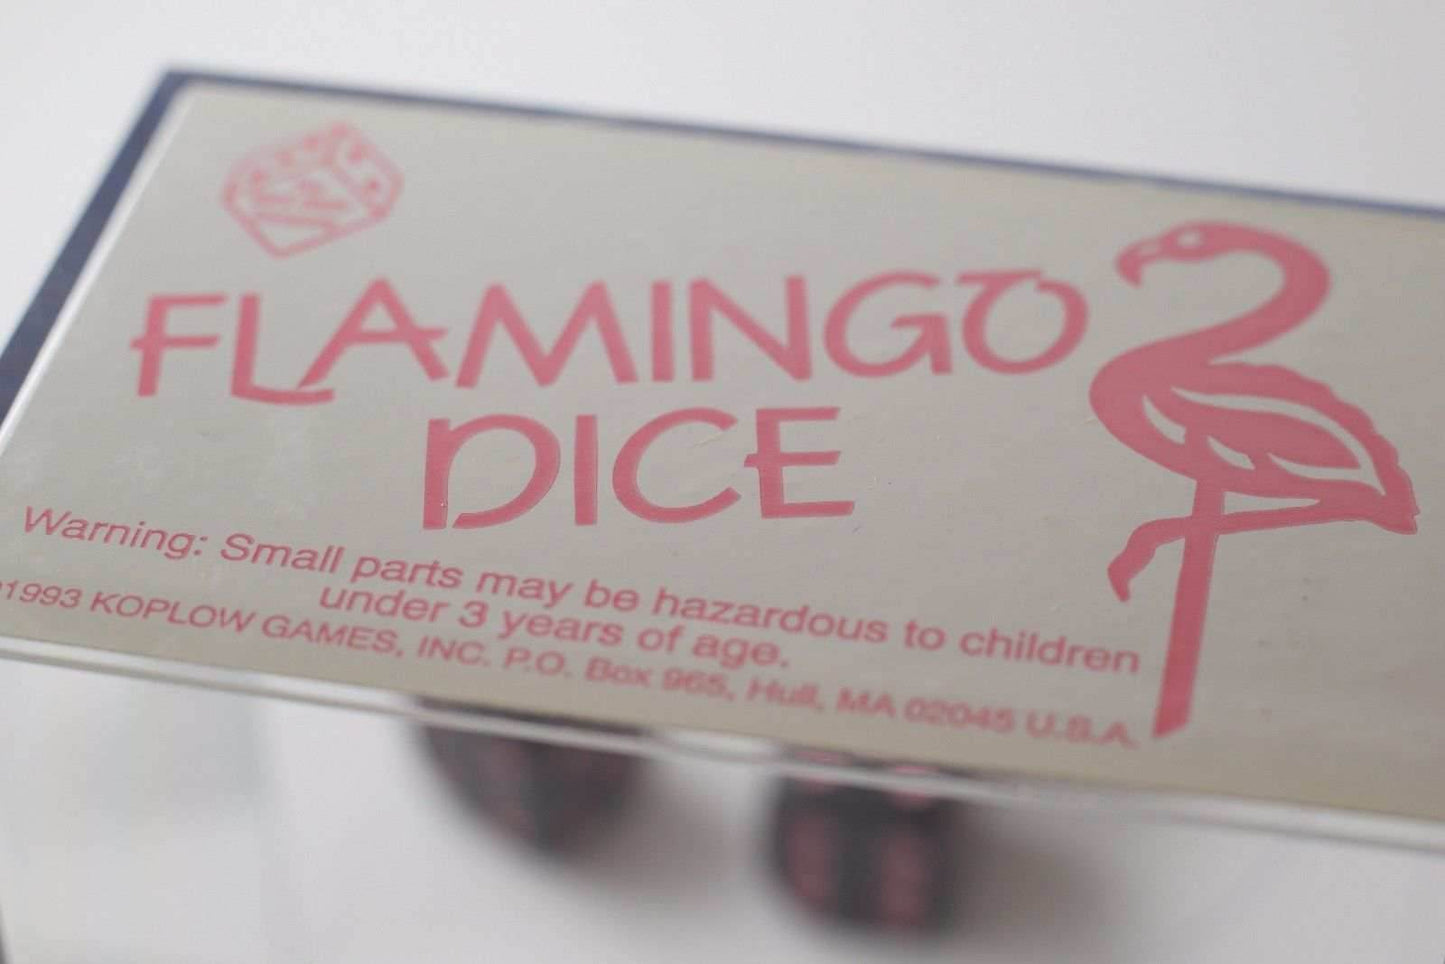 FLAMINGO
DICE
Warning: Small parts may be hazardous to children
under 3 years of age.
©1993 KOPLOW GAMES, INC. P.O. Box 965, Hull, MA 02045 U.S.A.